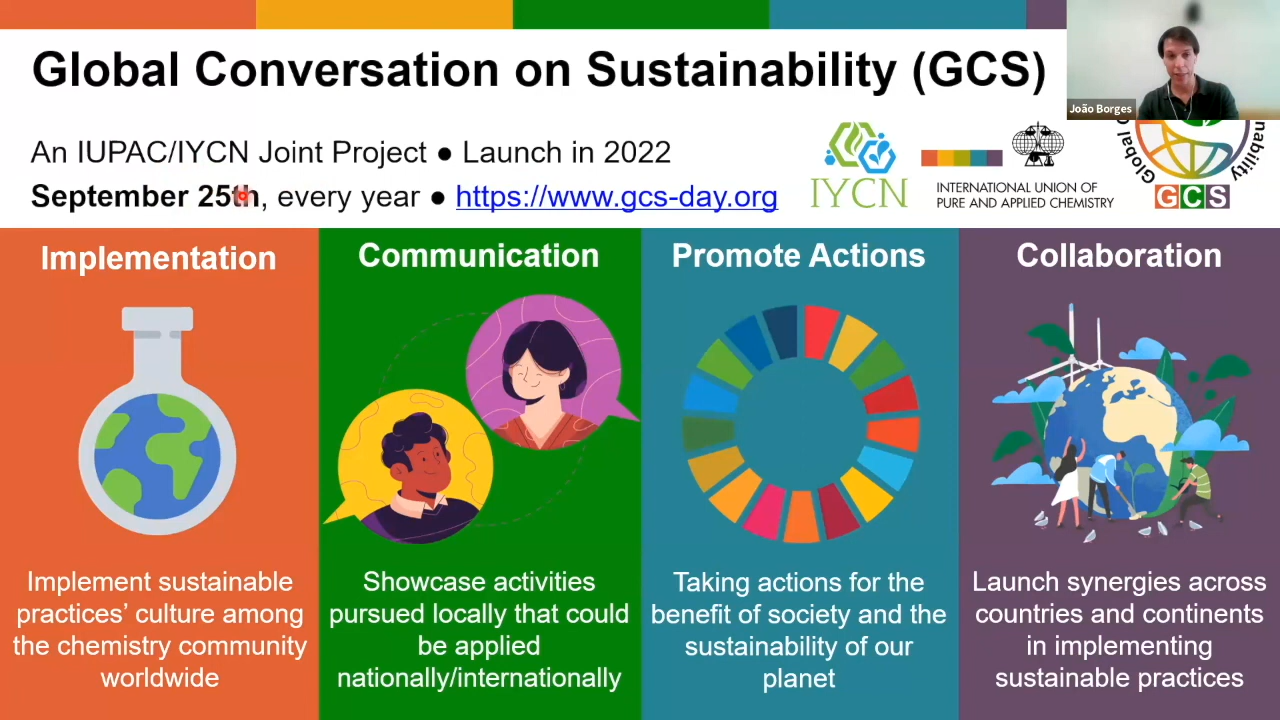 Global Conversation on Sustainability (GCS)
João Borges
An IUPAC/IYCN Joint Project ● Launch in 2022
September 25th, every year ● https://www.gcs-day.org
IYCN
INTERNATIONAL UNION OF
PURE AND APPLIED CHEMISTRY
Global
GCS
Implementation
Communication
Promote Actions
Collaboration
Implement sustainable
practices’ culture among
the chemistry community
worldwide
Showcase activities
pursued locally that could
be applied
nationally/internationally
Taking actions for the
benefit of society and the
sustainability of our
planet
Launch synergies across
countries and continents
in implementing
sustainable practices